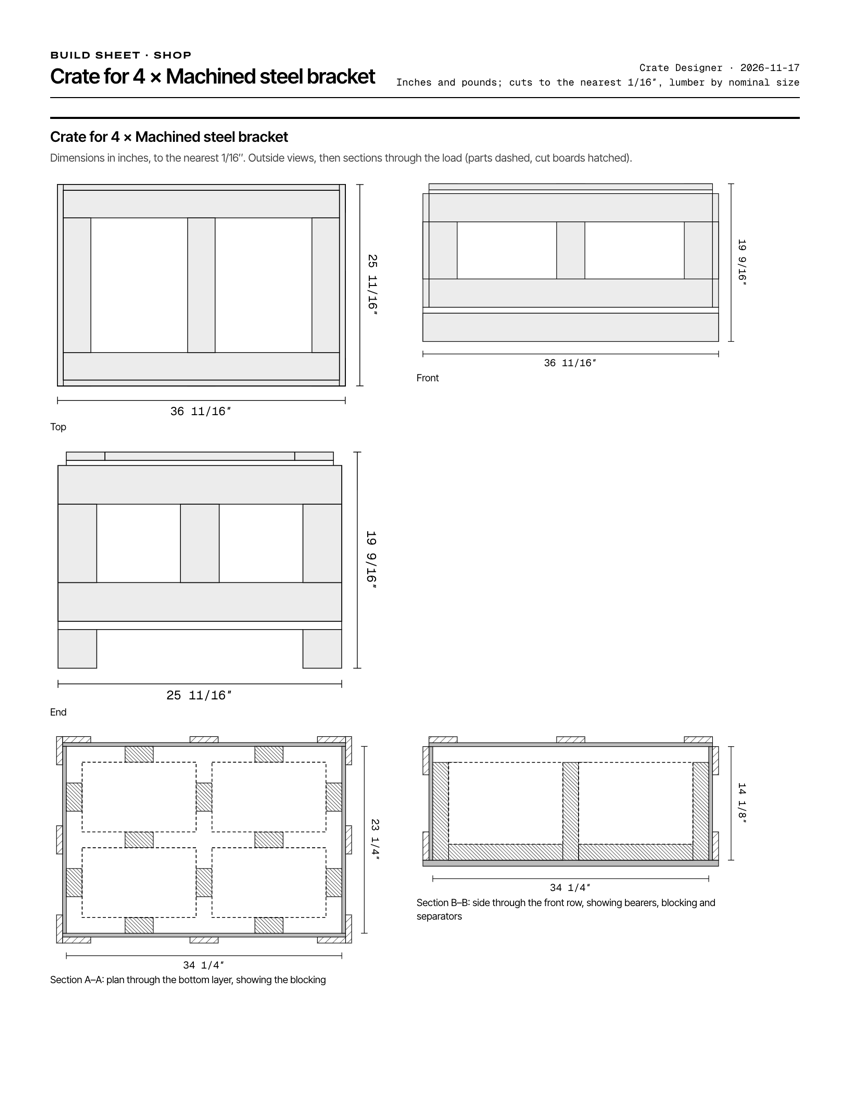 BUILD SHEET · SHOP
Crate for 4 × Machined steel bracket
Crate Designer · 2026-11-17
Inches and pounds; cuts to the nearest 1/16″, lumber by nominal size
Crate for 4 × Machined steel bracket
Dimensions in inches, to the nearest 1/16″. Outside views, then sections through the load (parts dashed, cut boards hatched).
25 11/16″
36 11/16″
Top
19 9/16″
36 11/16″
Front
19 9/16″
25 11/16″
End
23 1/4″
34 1/4″
Section A–A: plan through the bottom layer, showing the blocking
14 1/8″
34 1/4″
Section B–B: side through the front row, showing bearers, blocking and
separators